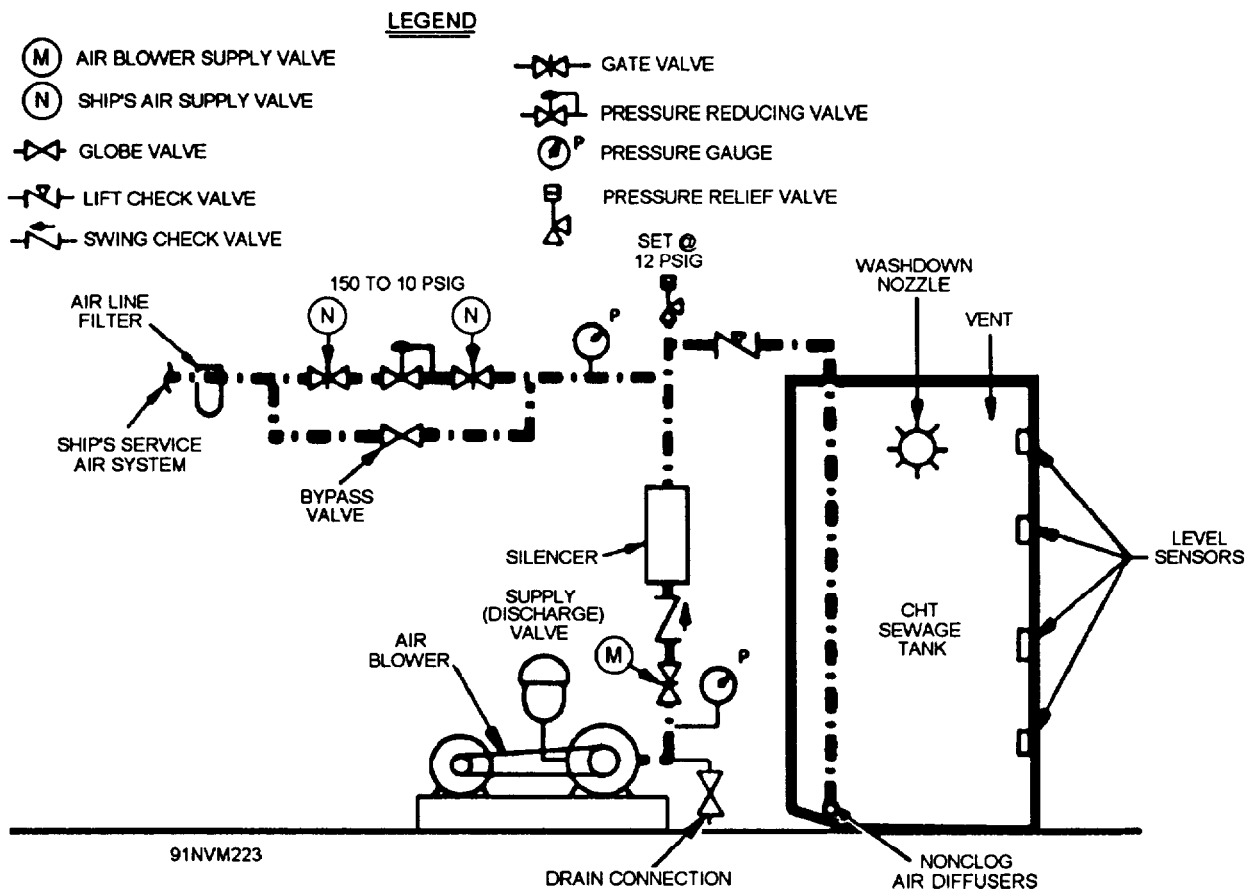 LEGEND
M AIR BLOWER SUPPLY VALVE
N SHIP'S AIR SUPPLY VALVE
GLOBE VALVE
LIFT CHECK VALVE
SWING CHECK VALVE
GATE VALVE
PRESSURE REDUCING VALVE
P PRESSURE GAUGE
PRESSURE RELIEF VALVE
SET @
12 PSIG
WASHDOWN
NOZZLE
VENT
150 TO 10 PSIG
AIR LINE
FILTER
N
N
P
SHIP'S SERVICE
AIR SYSTEM
BYPASS
VALVE
SILENCER
LEVEL
SENSORS
SUPPLY
(DISCHARGE)
VALVE
CHT
SEWAGE
TANK
AIR
BLOWER
M
P
91NVM223
DRAIN CONNECTION
NONCLOG
AIR DIFFUSERS